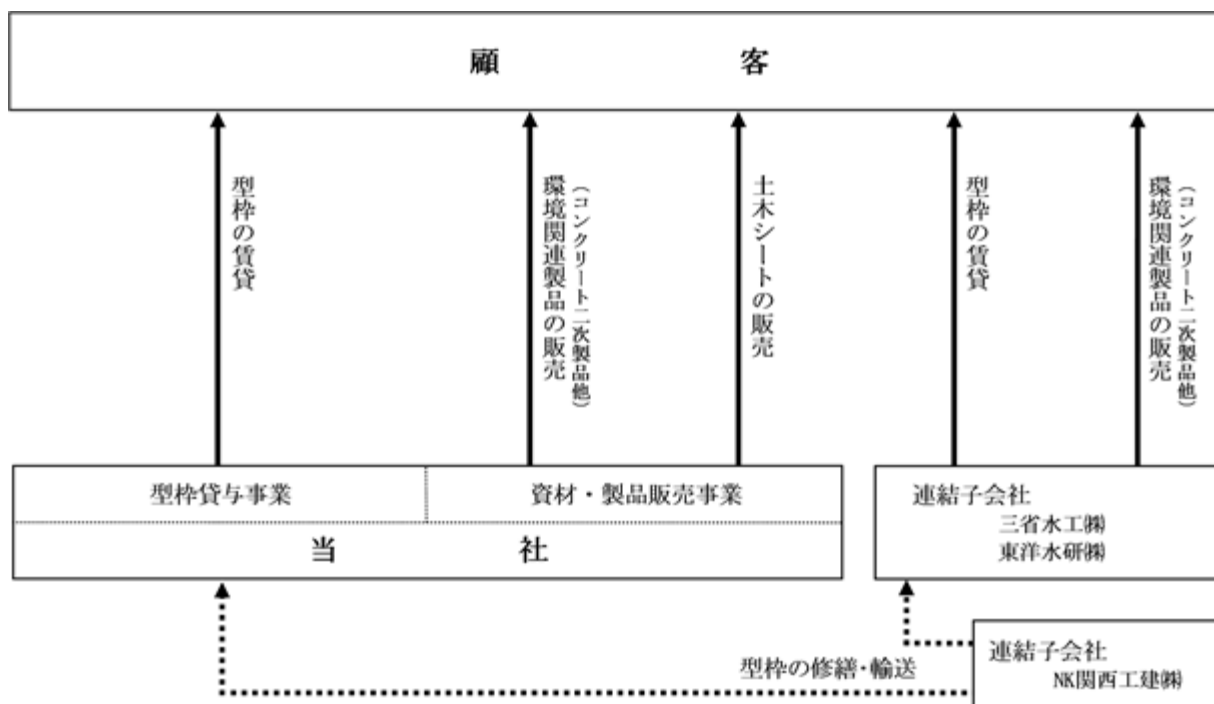 顧客
型枠の賃貸
環境関連製品の販売
（コンクリート二次製品他）
土木シートの販売
型枠の賃貸
環境関連製品の販売
（コンクリート二次製品他）
型枠貸与事業
資材・製品販売事業
当社
連結子会社
三省水工㈱
東洋水研㈱
型枠の修繕・輸送
連結子会社
NK関西工建㈱